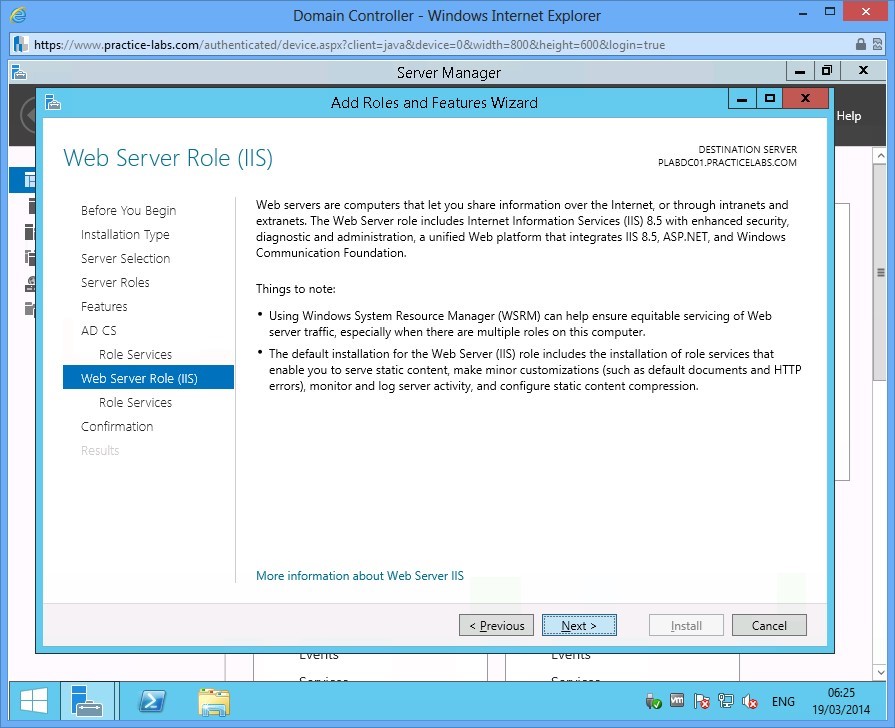 Domain Controller - Windows Internet Explorer
https://www.practice-labs.com/authenticated/device.aspx?client=java&device=0&width=800&height=600&login=true
Server Manager
Add Roles and Features Wizard
Help
Web Server Role (IIS)
DESTINATION SERVER
PLABDC01.PRACTICELABS.COM
Before You Begin
Installation Type
Server Selection
Server Roles
Features
AD CS
Role Services
Web Server Role (IIS)
Role Services
Confirmation
Results
Web servers are computers that let you share information over the Internet, or through intranets and
extranets. The Web Server role includes Internet Information Services (IIS) 8.5 with enhanced security,
diagnostic and administration, a unified Web platform that integrates IIS 8.5, ASP.NET, and Windows
Communication Foundation.
Things to note:
• Using Windows System Resource Manager (WSRM) can help ensure equitable servicing of Web
server traffic, especially when there are multiple roles on this computer.
• The default installation for the Web Server (IIS) role includes the installation of role services that
enable you to serve static content, make minor customizations (such as default documents and HTTP
errors), monitor and log server activity, and configure static content compression.
More information about Web Server IIS
< Previous
Next >
Install
Cancel
Events
Events
Services
Services
ENG
06:25
19/03/2014